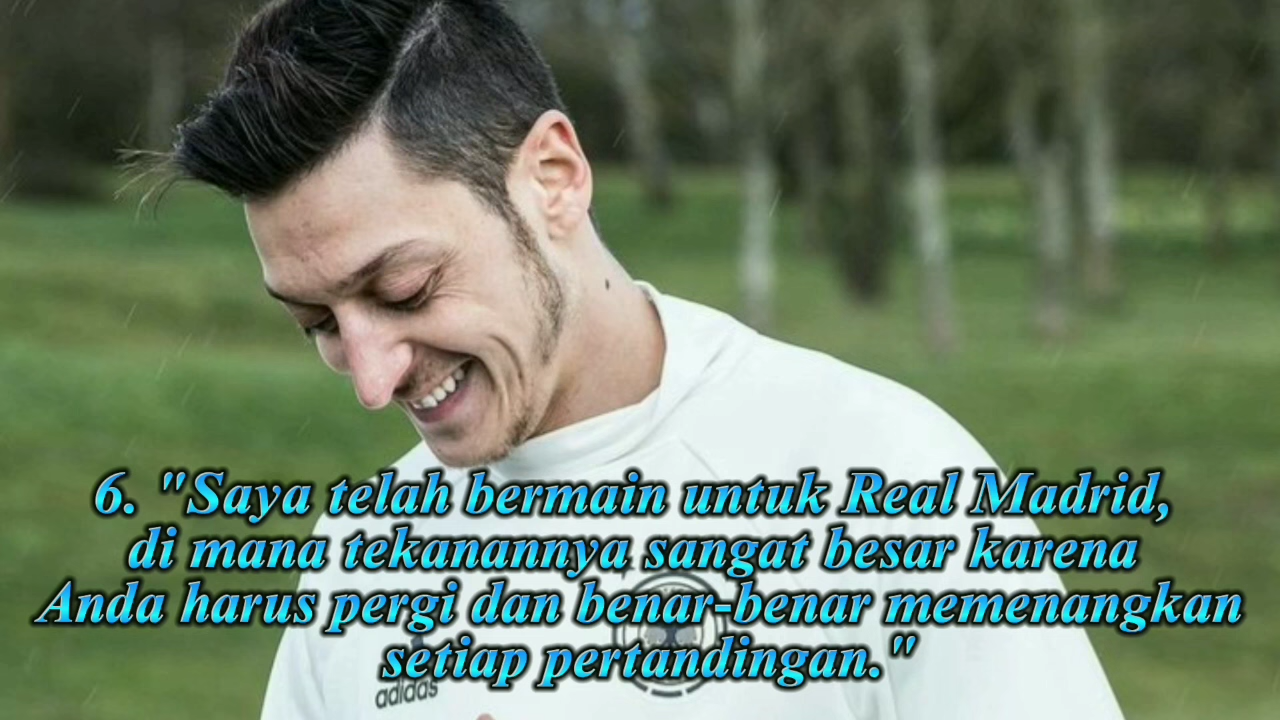 6. "Saya telah bermain untuk Real Madrid,
di mana tekanannya sangat besar karena
Anda harus pergi dan benar-benar memenangkan
setiap pertandingan."
adidas